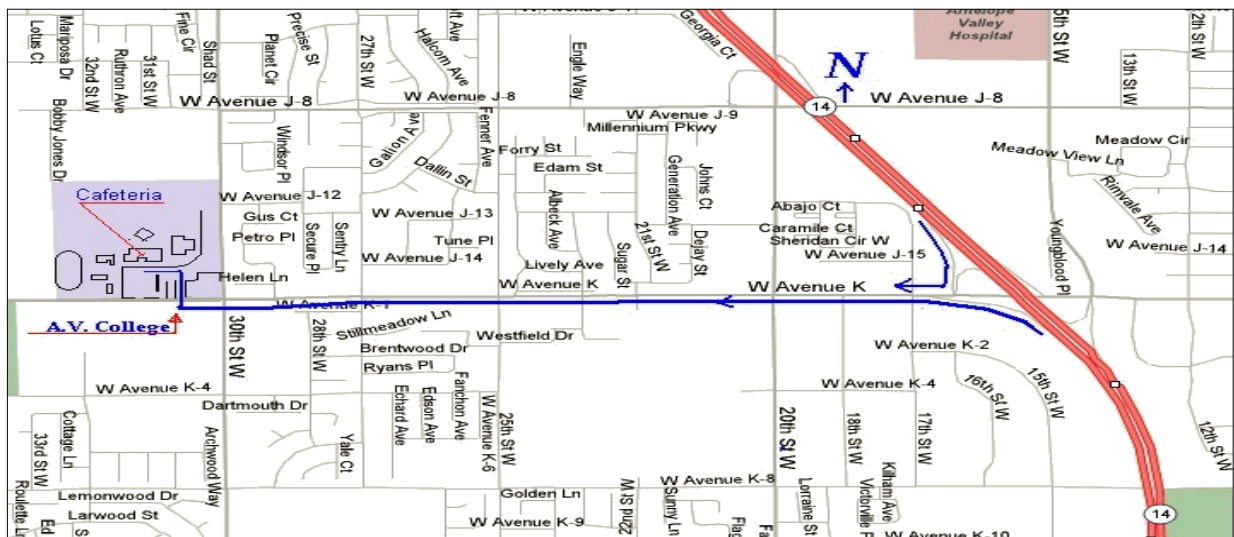 Lotus Ct
Mariposa Dr
32nd St W
Ruthron Ave
31st St W
Fine Cir
Shad St
Planet Cir
Precise St
27th St W
Halcom Ave
Engle Way
Georgia Ct
Antelope
Valley
Hospital
13th St W
12th St W
N
W Avenue J-8
W Avenue J-8
14
W Avenue J-8
Bobby Jones Dr
Windsor Pl
Galion Ave
Dallin St
Fenner Ave
Forry St
Edam St
W Avenue J-9
Millennium Pkwy
Generation Ave
Johns Ct
Meadow Cir
Meadow View Ln
Rimvale Ave
Cafeteria
W Avenue J-12
Gus Ct
Petro Pl
Secure Pl
Sentry Ln
W Avenue J-13
Tune Pl
W Avenue J-14
Albeck Ave
Lively Ave
Sugar St
21st St W
Dejay St
Abajo Ct
Caramile Ct
Sheridan Cir W
W Avenue J-15
Youngblood Pl
W Avenue J-14
Helen Ln
W Avenue K
W Avenue K
W Avenue K-1
A.V. College
30th St W
28th St W
Stillmeadow Ln
Westfield Dr
Brentwood Dr
Ryans Pl
W Avenue K-2
W Avenue K-4
W Avenue K-4
16th St W
15th St W
Dartmouth Dr
Echard Ave
Edson Ave
Fanchon Ave
W Avenue K-6
25th St W
20th St W
18th St W
17th St W
12th St W
Cottage Ln
33rd St W
Archwood Way
Yale Ct
W Avenue K-8
Lemonwood Dr
Larwood St
Golden Ln
W Avenue K-9
22nd St W
Sunny Ln
Lorraine St
Kilham Ave
W Avenue K-10
14